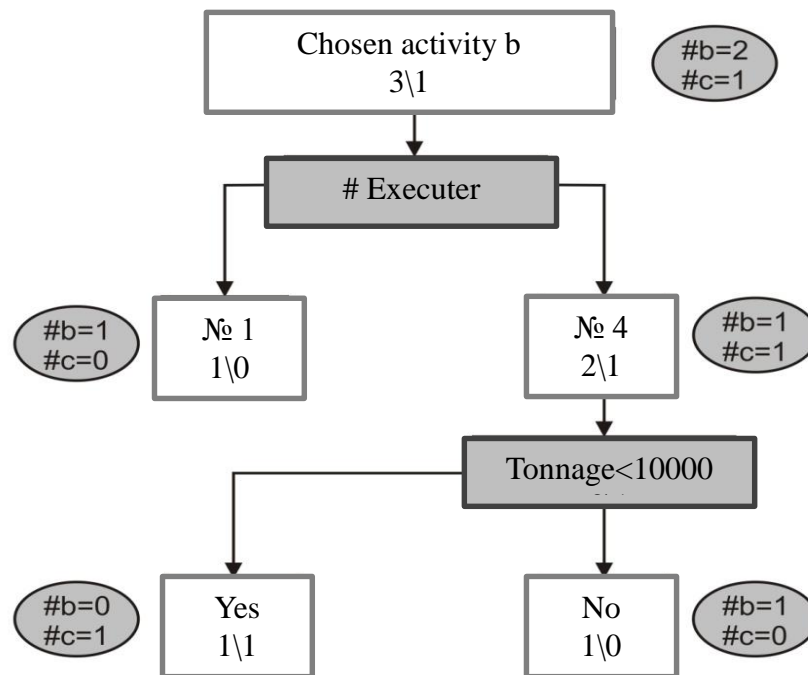 Chosen activity b
3\1
#b=2
#c=1
# Executer
#b=1
#c=0
№ 1
1\0
№ 4
2\1
#b=1
#c=1
Tonnage<10000
#b=0
#c=1
Yes
1\1
No
1\0
#b=1
#c=0